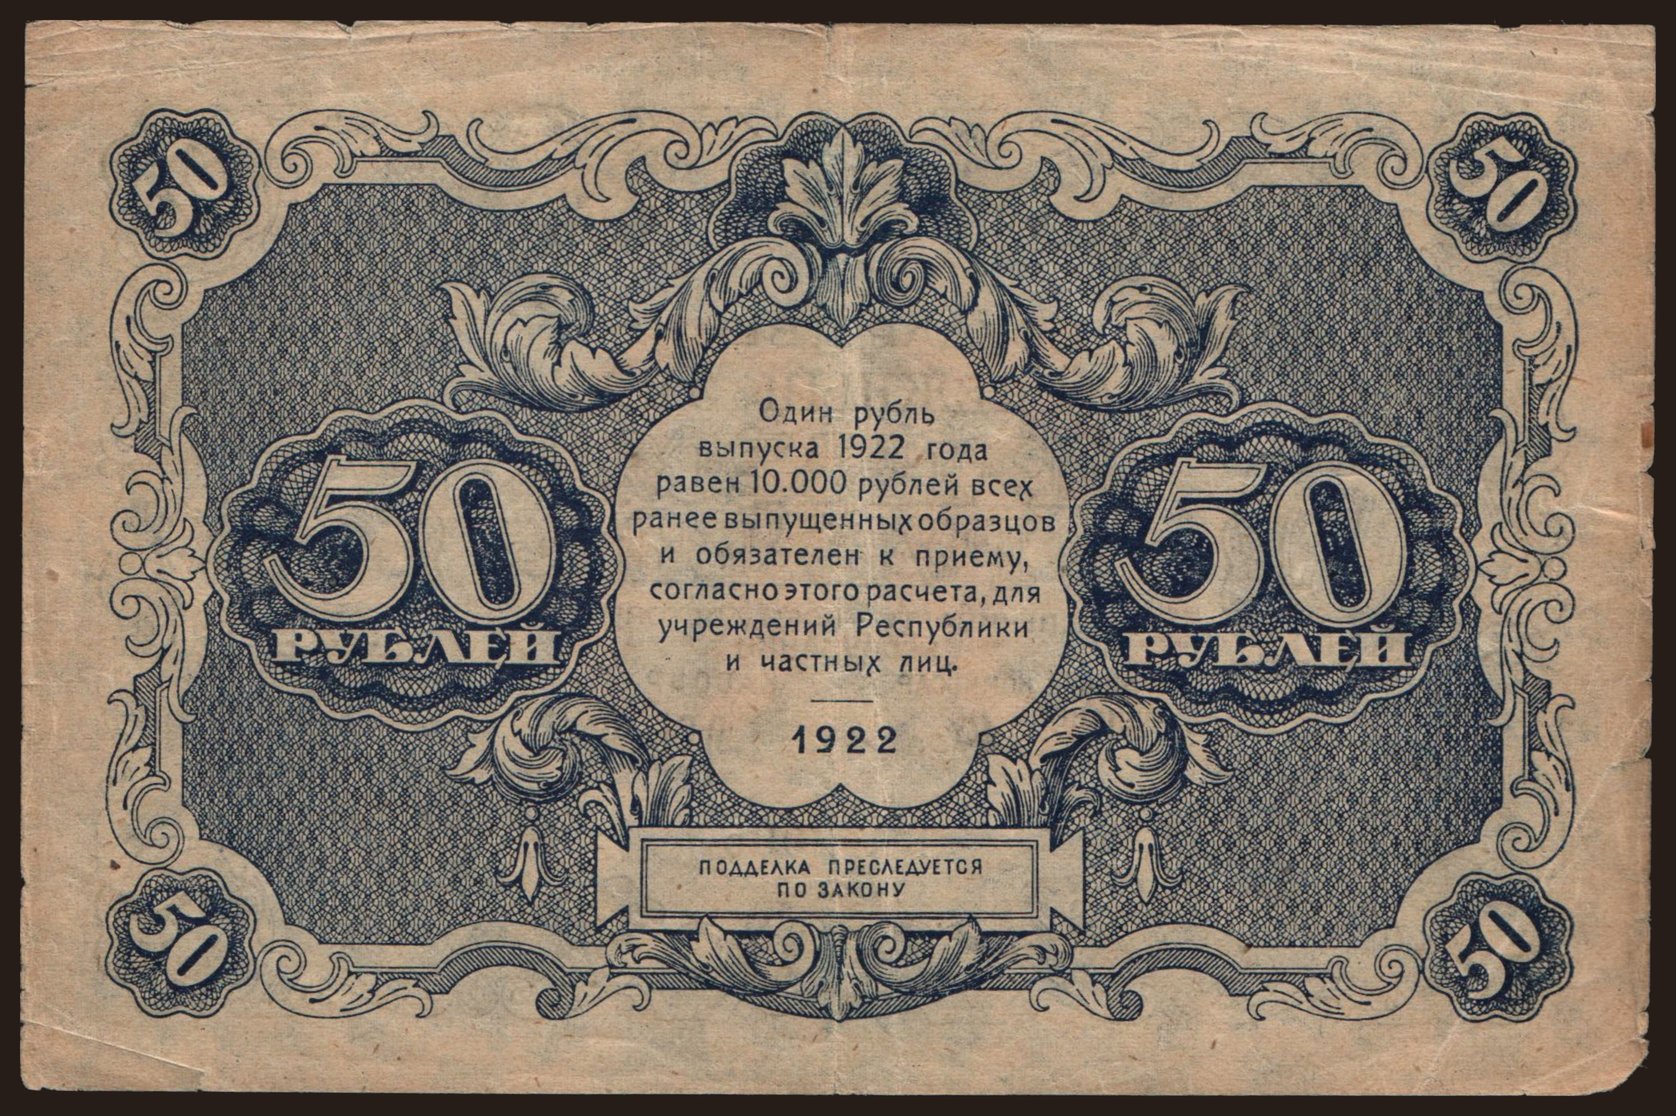 50
50
Один рубль
выпуска 1922 года
равен 10.000 рублей всех
ранее выпущенных образцов
и обязателен к приему,
согласно этого расчета, для
учреждений Республики
и частных лиц.
1922
50
РУБЛЕЙ
50
РУБЛЕЙ
ПОДДЕЛКА ПРЕСЛЕДУЕТСЯ
ПО ЗАКОНУ
50
50